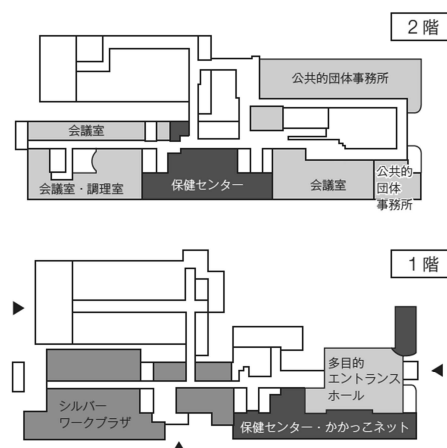 2階
公共的団体事務所
会議室
会議室・調理室
保健センター
会議室
公共的
団体
事務所
1階
多目的
エントランス
ホール
シルバー
ワークプラザ
保健センター・かかっこネット